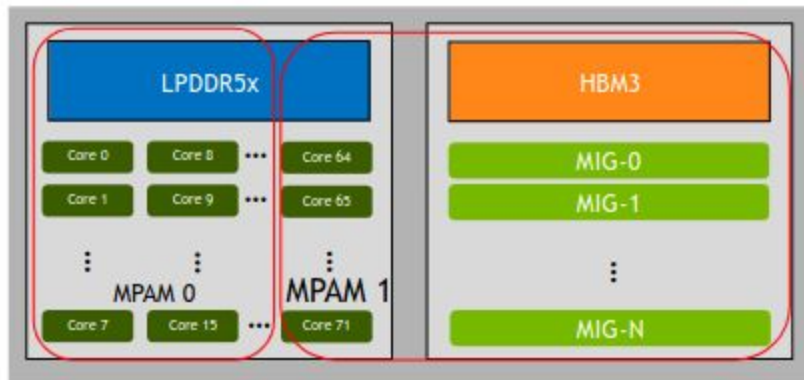 LPDDR5x
HBM3
Core 0 Core 8 ••• Core 64
MIG-0
Core 1 Core 9 ••• Core 65
MIG-1
MPAM 0
MPAM 1
Core 7 Core 15 ••• Core 71
MIG-N